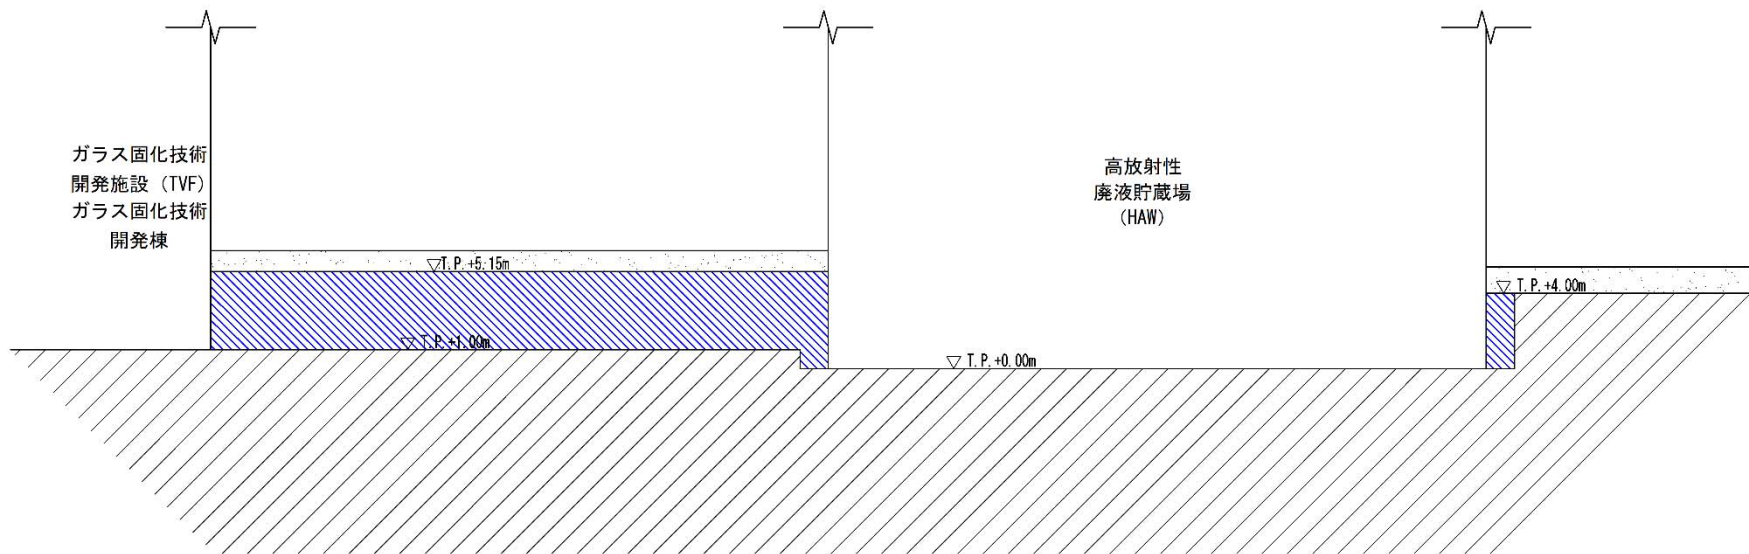 ガラス固化技術
開発施設（TVF）
ガラス固化技術
開発棟
高放射性
廃液貯蔵場
（HAW）
▽T.P.+5.15m
▽ T.P.+4.00m
▽ T.P.+1.00m
▽ T.P.+0.00m